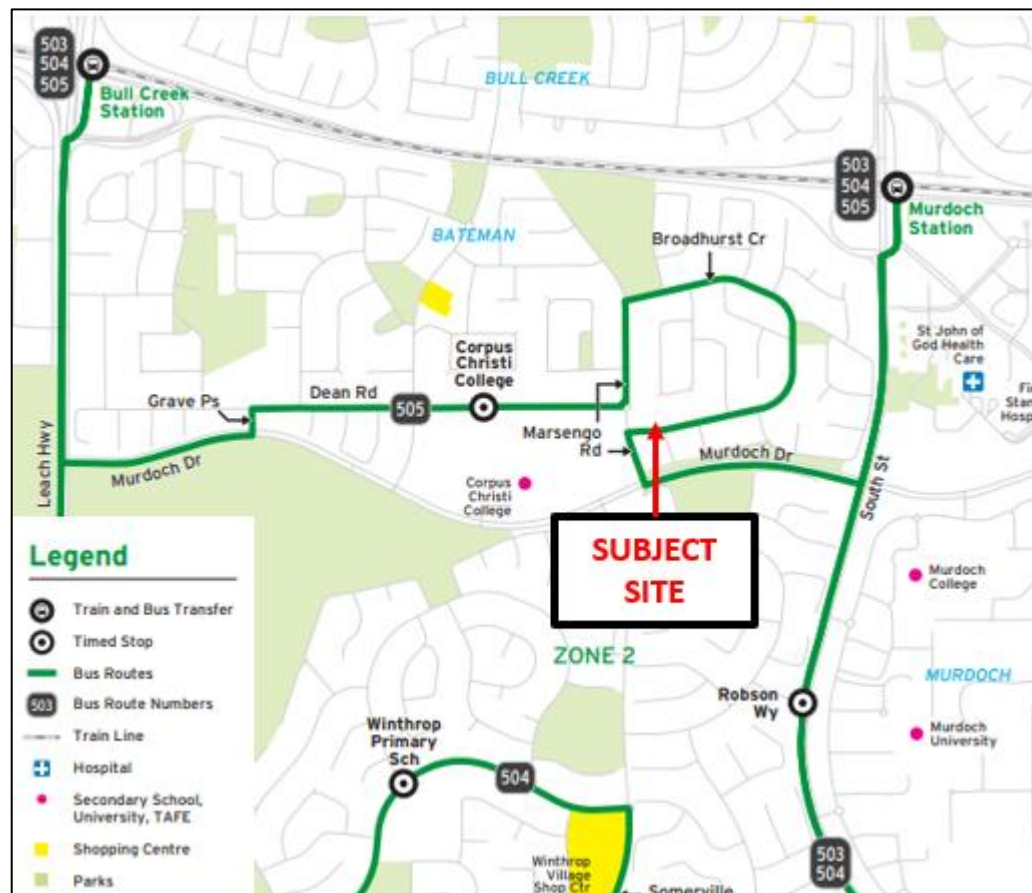 503
504
505
Bull Creek
Station
BULL CREEK
503
504
505
Murdoch
Station
BATEMAN
Broadhurst Cr
St John of
God Health
Care
Corpus
Christi
College
Dean Rd
Grave Ps
505
Marsengo
Rd
Murdoch Dr
Murdoch Dr
Leach Hwy
South St
Corpus
Christi
College
SUBJECT
SITE
ZONE 2
Murdoch
College
MURDOCH
Robson
Wy
Murdoch
University
Winthrop
Primary
Sch
504
Winthrop
Village
Shop Ctr
Somerville
503
504
Legend
Train and Bus Transfer
Timed Stop
Bus Routes
503 Bus Route Numbers
Train Line
Hospital
Secondary School,
University, TAFE
Shopping Centre
Parks